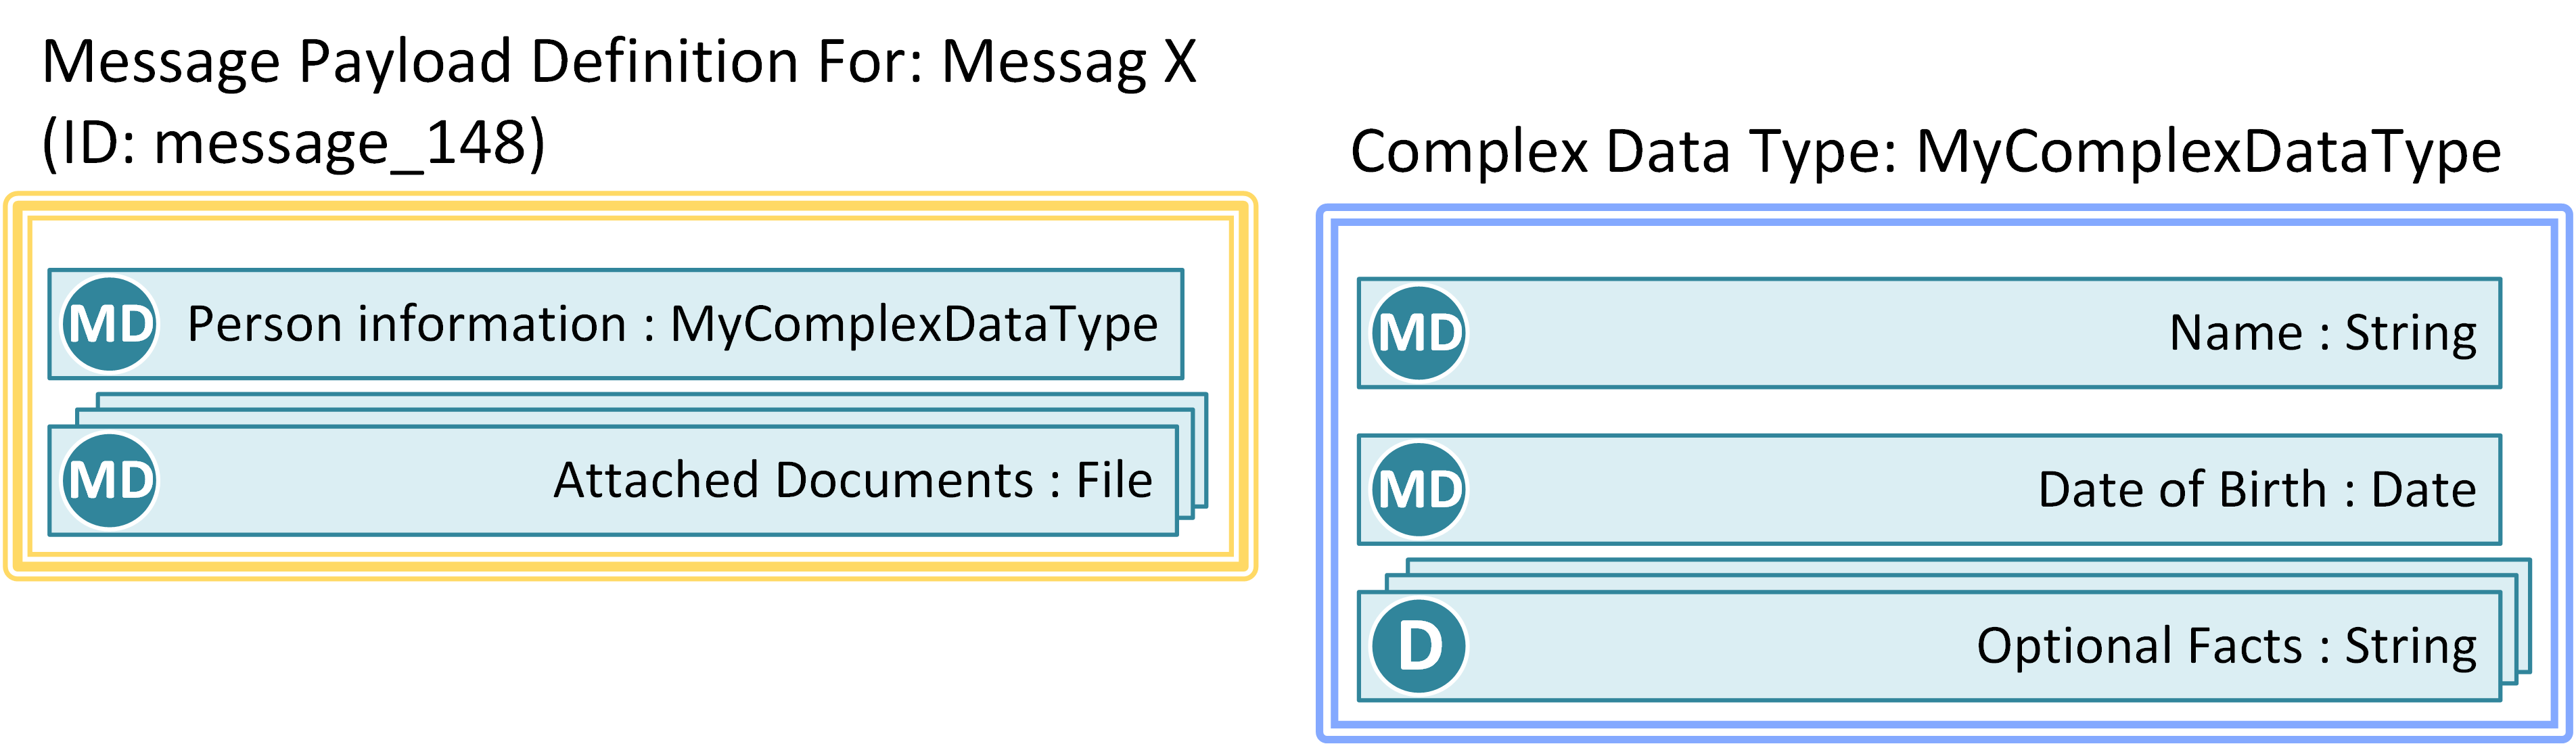 Message Payload Definition For: Messag X
(ID: message_148)
MD Person information : MyComplexDataType
MD Attached Documents : File
Complex Data Type: MyComplexDataType
MD Name : String
MD Date of Birth : Date
D Optional Facts : String